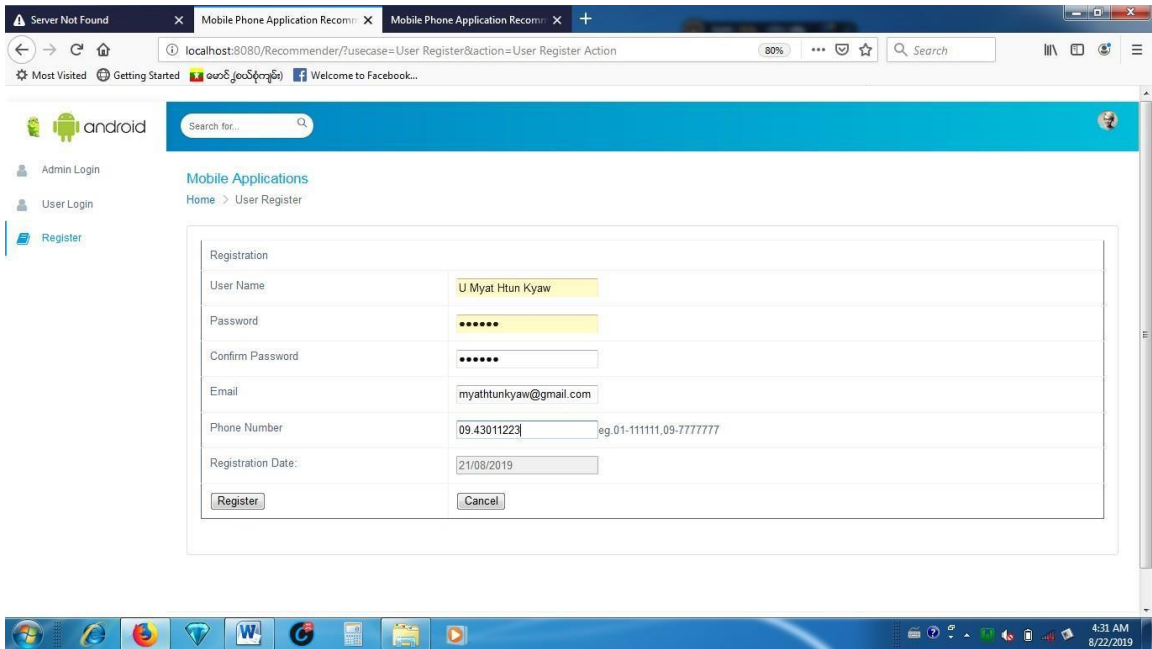 Server Not Found
Mobile Phone Application Recomm
Mobile Phone Application Recomm
localhost:8080/Recommender/?usecase=User Register&action=User Register Action
80%
Search
Most Visited
Getting Started
Welcome to Facebook...
android
Search for...
Admin Login
User Login
Register
Mobile Applications
Home > User Register
Registration
User Name
U Myat Htun Kyaw
Password
••••••
Confirm Password
••••••
Email
myathtunkyaw@gmail.com
Phone Number
09.43011223
eg.01-111111,09-7777777
Registration Date:
21/08/2019
Register
Cancel
4:31 AM
8/22/2019